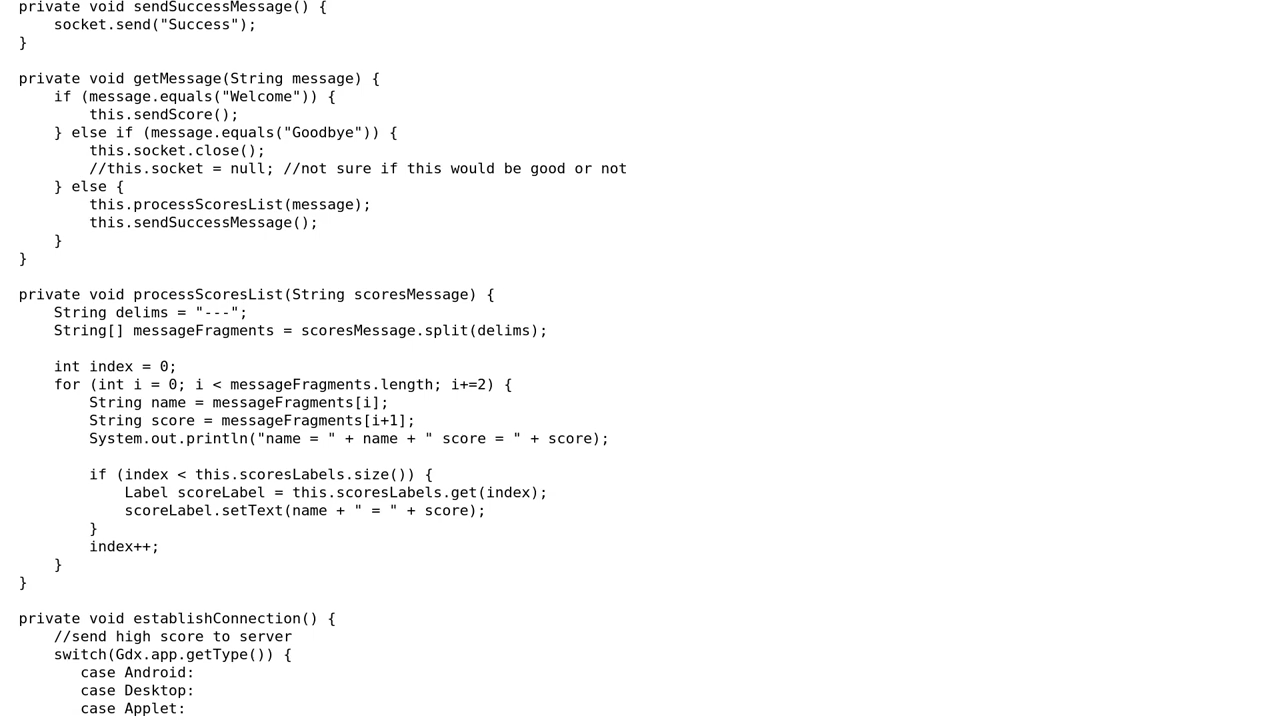 private void sendSuccessMessage() {
    socket.send("Success");
}

private void getMessage(String message) {
    if (message.equals("Welcome")) {
        this.sendScore();
    } else if (message.equals("Goodbye")) {
        this.socket.close();
        //this.socket = null; //not sure if this would be good or not
    } else {
        this.processScoresList(message);
        this.sendSuccessMessage();
    }
}

private void processScoresList(String scoresMessage) {
    String delims = "---";
    String[] messageFragments = scoresMessage.split(delims);

    int index = 0;
    for (int i = 0; i < messageFragments.length; i+=2) {
        String name = messageFragments[i];
        String score = messageFragments[i+1];
        System.out.println("name = " + name + " score = " + score);

        if (index < this.scoresLabels.size()) {
            Label scoreLabel = this.scoresLabels.get(index);
            scoreLabel.setText(name + " = " + score);
        }
        index++;
    }
}

private void establishConnection() {
    //send high score to server
    switch(Gdx.app.getType()) {
       case Android:
       case Desktop:
       case Applet: